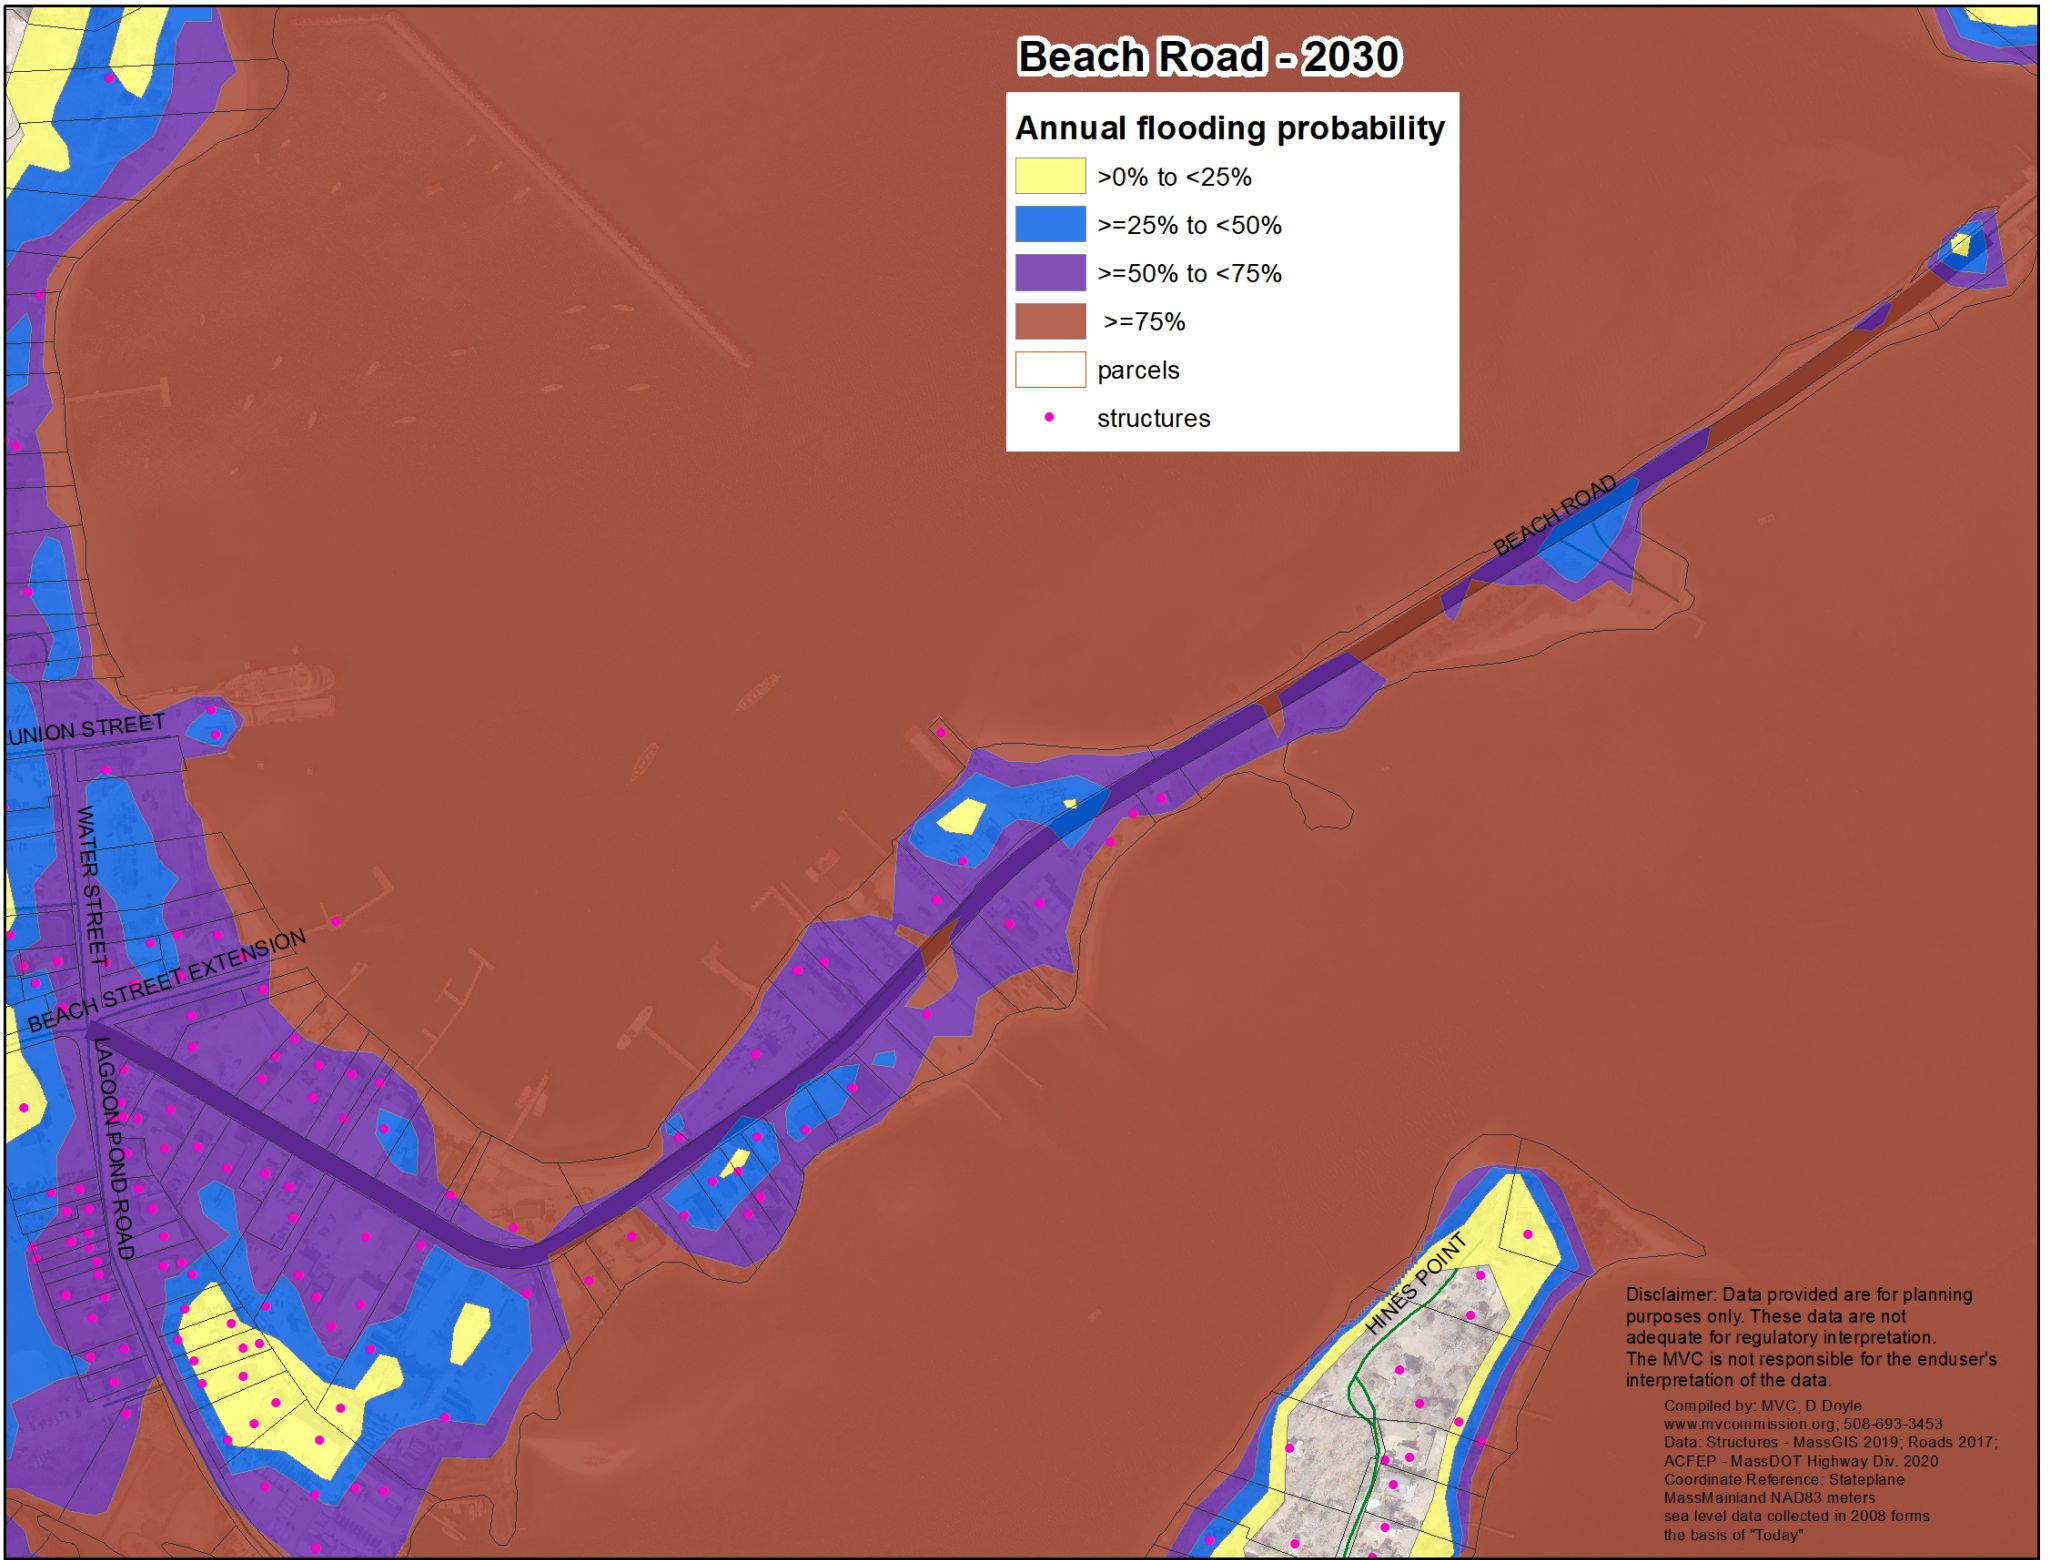 Beach Road - 2030
Annual flooding probability
>0% to <25%
>=25% to <50%
>=50% to <75%
>=75%
parcels
structures
BEACH ROAD
UNION STREET
WATER STREET
BEACH STREET EXTENSION
LAGOON POND ROAD
HINES POINT
Disclaimer: Data provided are for planning
purposes only. These data are not
adequate for regulatory interpretation.
The MVC is not responsible for the enduser's
interpretation of the data.
Compiled by: MVC, D Doyle
www.mvcommission.org; 508-693-3453
Data: Structures - MassGIS 2019; Roads 2017;
ACFEP - MassDOT Highway Div. 2020
Coordinate Reference: Stateplane
MassMainland NAD83 meters
sea level data collected in 2008 forms
the basis of "Today"